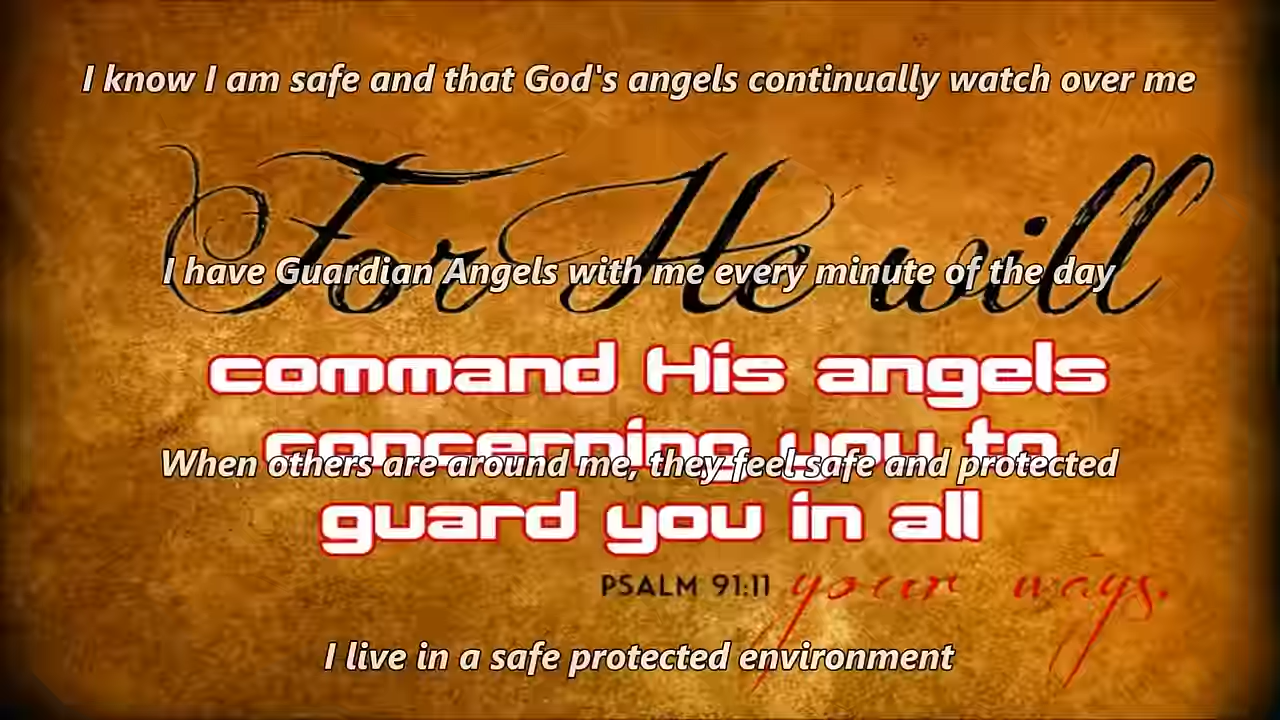 I know I am safe and that God's angels continually watch over me
For He will
I have Guardian Angels with me every minute of the day
command His angels
concerning you to
When others are around me, they feel safe and protected
guard you in all
PSALM 91:11 your ways.
I live in a safe protected environment